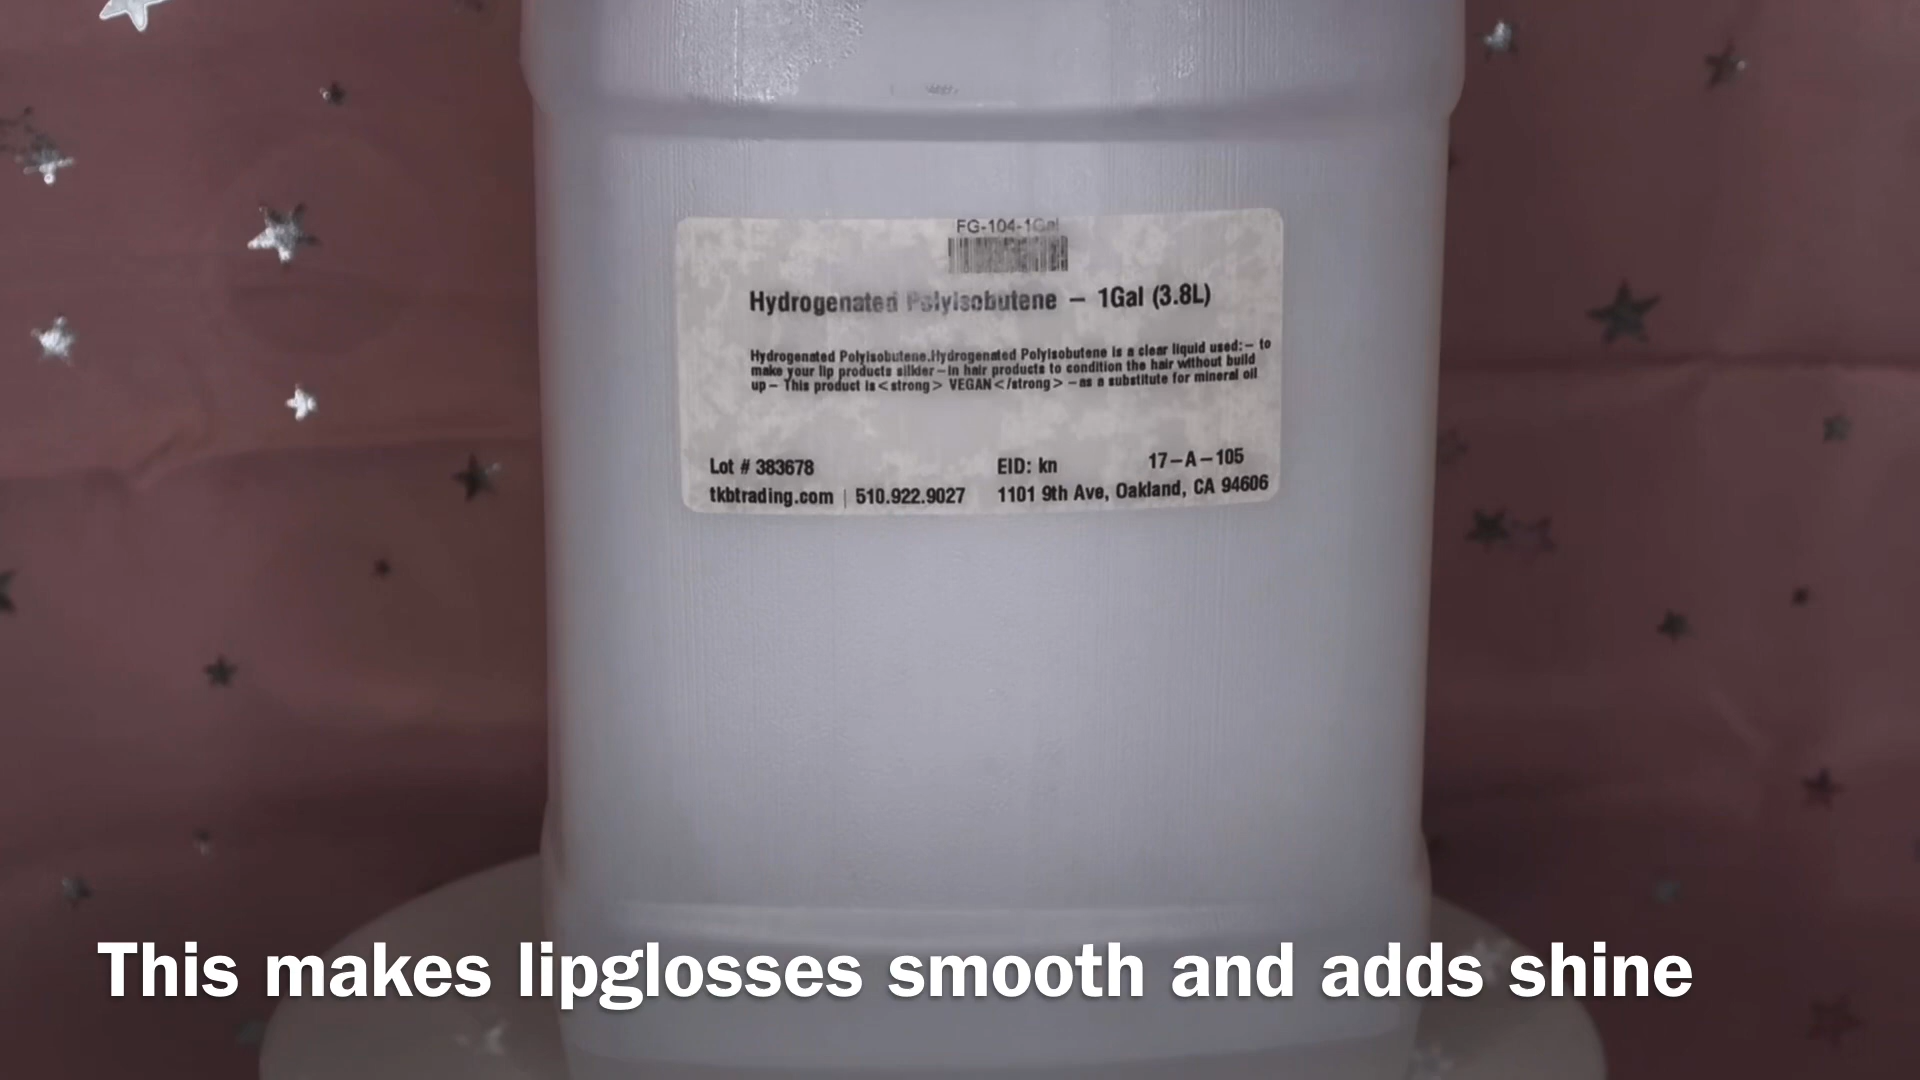 FG-104-1Gal
Hydrogenated Polyisobutene – 1Gal (3.8L)
Hydrogenated Polyisobutene.Hydrogenated Polyisobutene is a clear liquid used:– to
make your lip products silkier –in hair products to condition the hair without build
up– This product is<strong> VEGAN</strong> –as a substitute for mineral oil
Lot # 383678 EID: kn 17–A–105
tkbtrading.com | 510.922.9027 1101 9th Ave, Oakland, CA 94606
This makes lipglosses smooth and adds shine